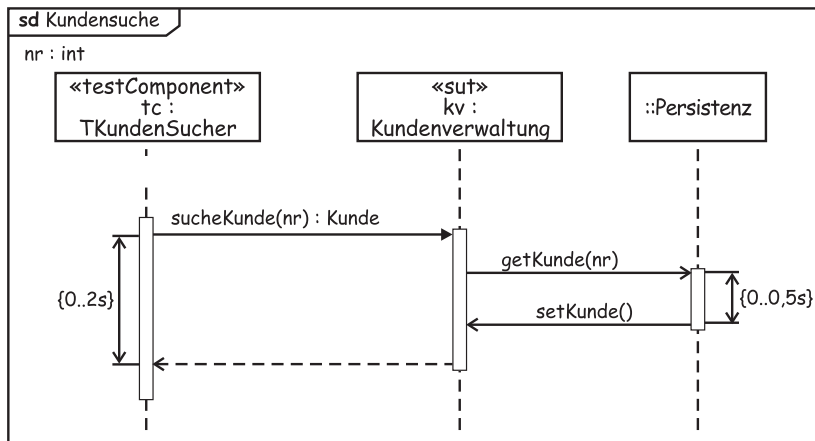 sd Kundensuche
nr : int
«testComponent»
tc :
TKundenSucher
«sut»
kv :
Kundenverwaltung
::Persistenz
sucheKunde(nr) : Kunde
getKunde(nr)
{0..2s}
{0..0,5s}
setKunde()